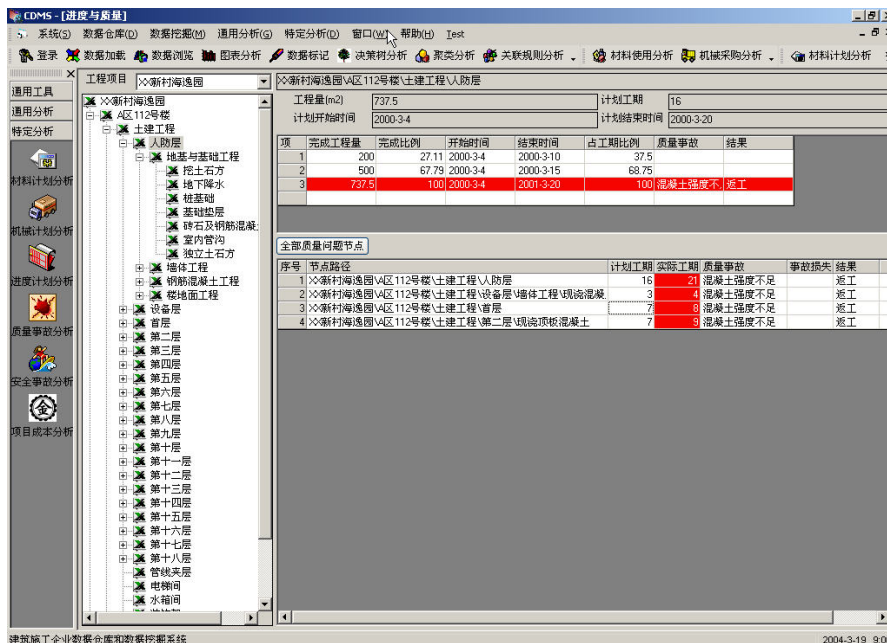 CDMS - [进度与质量]
系统(S) 数据仓库(D) 数据挖掘(M) 通用分析(G) 特定分析(D) 窗口(W) 帮助(H) Test
登录 数据加载 数据浏览 图表分析 数据标记 决策树分析 聚类分析 关联规则分析 材料使用分析 机械采购分析 材料计划分析
通用工具
通用分析
特定分析
材料计划分析
机械计划分析
进度计划分析
质量事故分析
安全事故分析
项目成本分析
工程项目 ××新村海逸园
××新村海逸园
A区112号楼
土建工程
人防层
地基与基础工程
挖土石方
地下降水
桩基础
基础垫层
砖石及钢筋混凝
室内管沟
独立土石方
墙体工程
钢筋混凝土工程
楼地面工程
设备层
首层
第二层
第三层
第四层
第五层
第六层
第七层
第八层
第九层
第十层
第十一层
第十二层
第十三层
第十四层
第十五层
第十六层
第十七层
第十八层
管线夹层
电梯间
水箱间
××新村海逸园\A区112号楼\土建工程\人防层
工程量(m2) 737.5 计划工期 16
计划开始时间 2000-3-4 计划结束时间 2000-3-20
项 完成工程量 完成比例 开始时间 结束时间 占工期比例 质量事故 结果
1 200 27.11 2000-3-4 2000-3-10 37.5
2 500 67.79 2000-3-4 2000-3-15 68.75
3 737.5 100 2000-3-4 2001-3-20 100 混凝土强度不. 返工
全部质量问题节点
序号 节点路径 计划工期 实际工期 质量事故 事故损失 结果
1 ××新村海逸园\A区112号楼\土建工程\人防层 16 21 混凝土强度不足 返工
2 ××新村海逸园\A区112号楼\土建工程\设备层\墙体工程\现浇混凝 3 4 混凝土强度不足 返工
3 ××新村海逸园\A区112号楼\土建工程\首层 7 8 混凝土强度不足 返工
4 ××新村海逸园\A区112号楼\土建工程\第二层\现浇顶板混凝土 7 9 混凝土强度不足 返工
建筑施工企业数据仓库和数据挖掘系统 2004-3-19 9:0